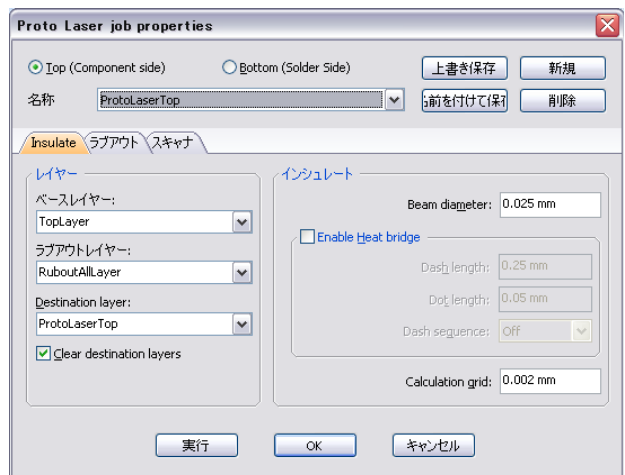 Proto Laser job properties
Top (Component side)
Bottom (Solder Side)
上書き保存
新規
名称
ProtoLaserTop
前を付けて保存
削除
Insulate
ラブアウト
スキャナ
レイヤー
ベースレイヤー:
TopLayer
ラブアウトレイヤー:
RuboutAllLayer
Destination layer:
ProtoLaserTop
Clear destination layers
インシュレート
Beam diameter:
0.025 mm
Enable Heat bridge
Dash length:
0.25 mm
Dot length:
0.05 mm
Dash sequence:
Off
Calculation grid:
0.002 mm
実行
OK
キャンセル